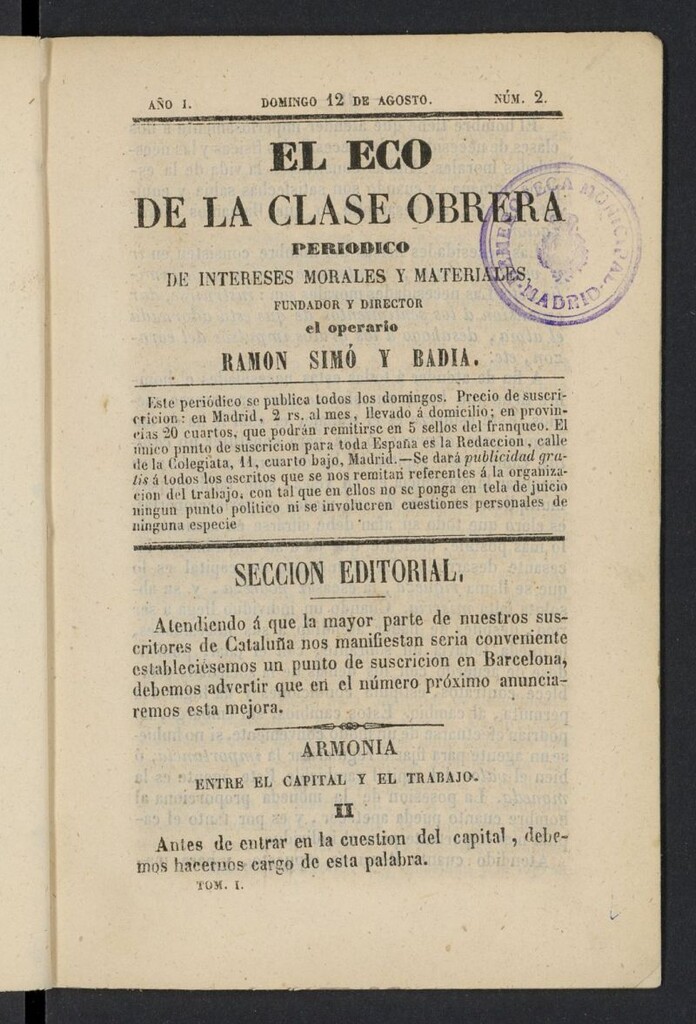 AÑO I. DOMINGO 12 DE AGOSTO. NÚM. 2.
EL ECO
DE LA CLASE OBRERA
PERIODICO
DE INTERESES MORALES Y MATERIALES,
FUNDADOR Y DIRECTOR
el operario
RAMON SIMÓ Y BADIA.
Este periódico se publica todos los domingos. Precio de suscri-
cricion: en Madrid, 2 rs. al mes, llevado á domicilio; en provin-
cias 20 cuartos, que podrán remitirse en 5 sellos del franqueo. El
único punto de suscricion para toda España es la Redaccion, calle
de la Colegiata, 11, cuarto bajo, Madrid.—Se dará publicidad gra-
tis á todos los escritos que se nos remitan referentes á la organiza-
cion del trabajo, con tal que en ellos no se ponga en tela de juicio
ningun punto politico ni se involucren cuestiones personales de
ninguna especie
HEMEROTECA MUNICIPAL
MADRID
SECCION EDITORIAL.
Atendiendo á que la mayor parte de nuestros sus-
critores de Cataluña nos manifiestan seria conveniente
estableciésemos un punto de suscricion en Barcelona,
debemos advertir que en el número próximo anuncia-
remos esta mejora.
ARMONIA
ENTRE EL CAPITAL Y EL TRABAJO.
II
Antes de entrar en la cuestion del capital, debe-
mos hacernos cargo de esta palabra.
TOM. I.